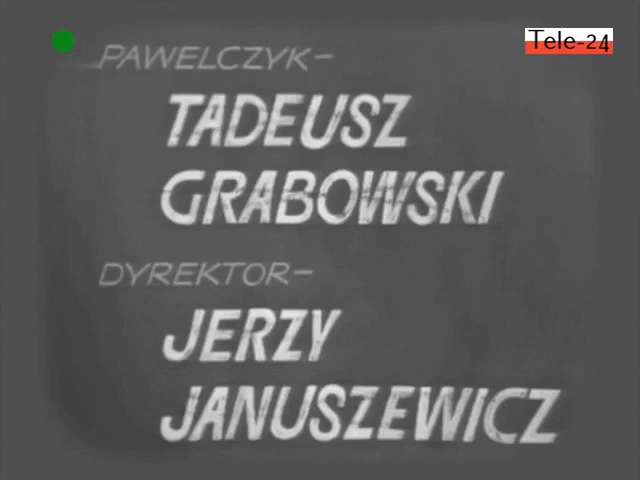 Tele-24
PAWELCZYK-
TADEUSZ
GRABOWSKI
DYREKTOR-
JERZY
JANUSZEWICZ